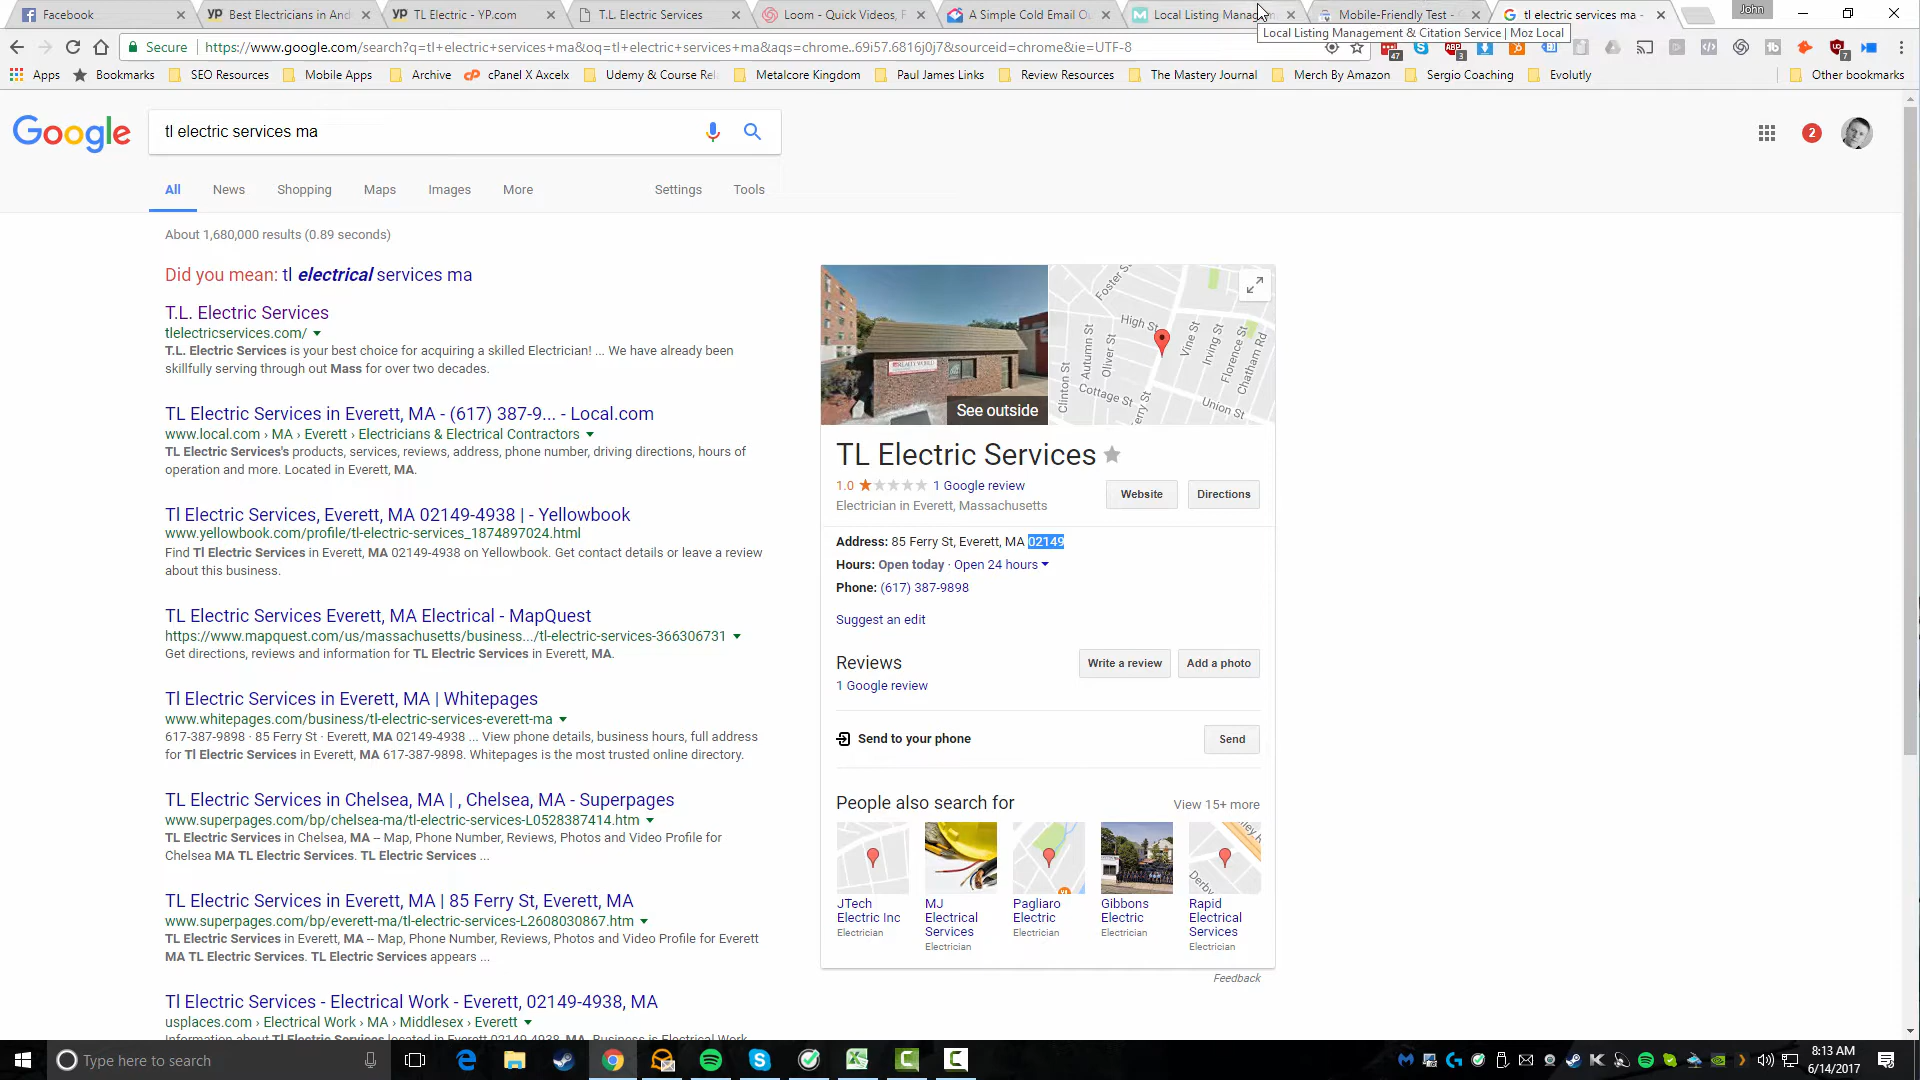 Facebook
Best Electricians in And
TL Electric - YP.com
T.L. Electric Services
Loom - Quick Videos, F
A Simple Cold Email Ou
Local Listing Managem
Mobile-Friendly Test -
tl electric services ma -
John
Secure
https://www.google.com/search?q=tl+electric+services+ma&oq=tl+electric+services+ma&aqs=chrome..69i57.6816j0j7&sourceid=chrome&ie=UTF-8
Local Listing Management & Citation Service | Moz Local
Apps
Bookmarks
SEO Resources
Mobile Apps
Archive
cPanel X Axcelx
Udemy & Course Rel
Metalcore Kingdom
Paul James Links
Review Resources
The Mastery Journal
Merch By Amazon
Sergio Coaching
Evolutly
Other bookmarks
Google
tl electric services ma
2
All
News
Shopping
Maps
Images
More
Settings
Tools
About 1,680,000 results (0.89 seconds)
Did you mean: tl electrical services ma
T.L. Electric Services
tlelectricservices.com/
T.L. Electric Services is your best choice for acquiring a skilled Electrician! ... We have already been
skillfully serving through out Mass for over two decades.
TL Electric Services in Everett, MA - (617) 387-9... - Local.com
www.local.com › MA › Everett › Electricians & Electrical Contractors
TL Electric Services's products, services, reviews, address, phone number, driving directions, hours of
operation and more. Located in Everett, MA.
Tl Electric Services, Everett, MA 02149-4938 | - Yellowbook
www.yellowbook.com/profile/tl-electric-services_1874897024.html
Find Tl Electric Services in Everett, MA 02149-4938 on Yellowbook. Get contact details or leave a review
about this business.
TL Electric Services Everett, MA Electrical - MapQuest
https://www.mapquest.com/us/massachusetts/business.../tl-electric-services-366306731
Get directions, reviews and information for TL Electric Services in Everett, MA.
Tl Electric Services in Everett, MA | Whitepages
www.whitepages.com/business/tl-electric-services-everett-ma
617-387-9898 · 85 Ferry St · Everett, MA 02149-4938 ... View phone details, business hours, full address
for Tl Electric Services in Everett, MA 617-387-9898. Whitepages is the most trusted online directory.
TL Electric Services in Chelsea, MA | , Chelsea, MA - Superpages
www.superpages.com/bp/chelsea-ma/tl-electric-services-L0528387414.htm
TL Electric Services in Chelsea, MA -- Map, Phone Number, Reviews, Photos and Video Profile for
Chelsea MA TL Electric Services. TL Electric Services ...
TL Electric Services in Everett, MA | 85 Ferry St, Everett, MA
www.superpages.com/bp/everett-ma/tl-electric-services-L2608030867.htm
TL Electric Services in Everett, MA -- Map, Phone Number, Reviews, Photos and Video Profile for Everett
MA TL Electric Services. TL Electric Services appears ...
Tl Electric Services - Electrical Work - Everett, 02149-4938, MA
usplaces.com › Electrical Work › MA › Middlesex › Everett
Information about Tl Electric Services located in Everett 02149-4938, MA. Business is Electrical Work
See outside
Foster S
High St
Autumn St
Oliver St
Clinton St
Cottage St
Ferry St
Vine St
Irving St
Florence St
Chatham Rd
Union St
TL Electric Services
1.0
1 Google review
Electrician in Everett, Massachusetts
Website
Directions
Address: 85 Ferry St, Everett, MA 02149
Hours: Open today · Open 24 hours
Phone: (617) 387-9898
Suggest an edit
Reviews
Write a review
Add a photo
1 Google review
Send to your phone
Send
People also search for
View 15+ more
JTech
Electric Inc
Electrician
MJ
Electrical
Services
Electrician
Pagliaro
Electric
Electrician
Gibbons
Electric
Electrician
Rapid
Electrical
Services
Electrician
Feedback
Type here to search
8:13 AM
6/14/2017